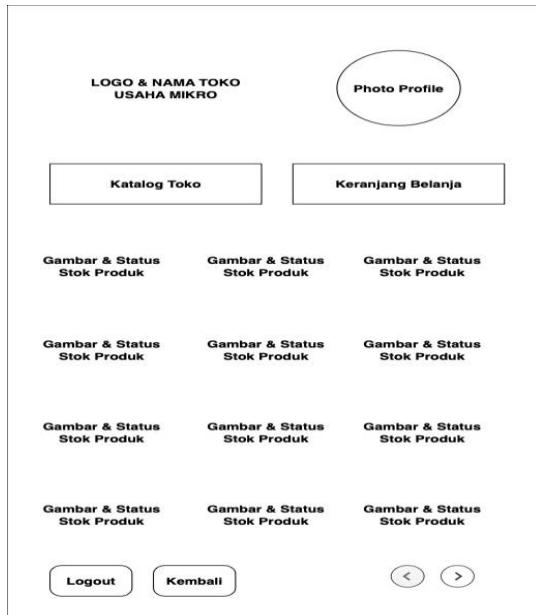 LOGO & NAMA TOKO
USAHA MIKRO
Photo Profile
Katalog Toko
Keranjang Belanja
Gambar & Status
Stok Produk
Gambar & Status
Stok Produk
Gambar & Status
Stok Produk
Gambar & Status
Stok Produk
Gambar & Status
Stok Produk
Gambar & Status
Stok Produk
Gambar & Status
Stok Produk
Gambar & Status
Stok Produk
Gambar & Status
Stok Produk
Gambar & Status
Stok Produk
Gambar & Status
Stok Produk
Gambar & Status
Stok Produk
Logout
Kembali